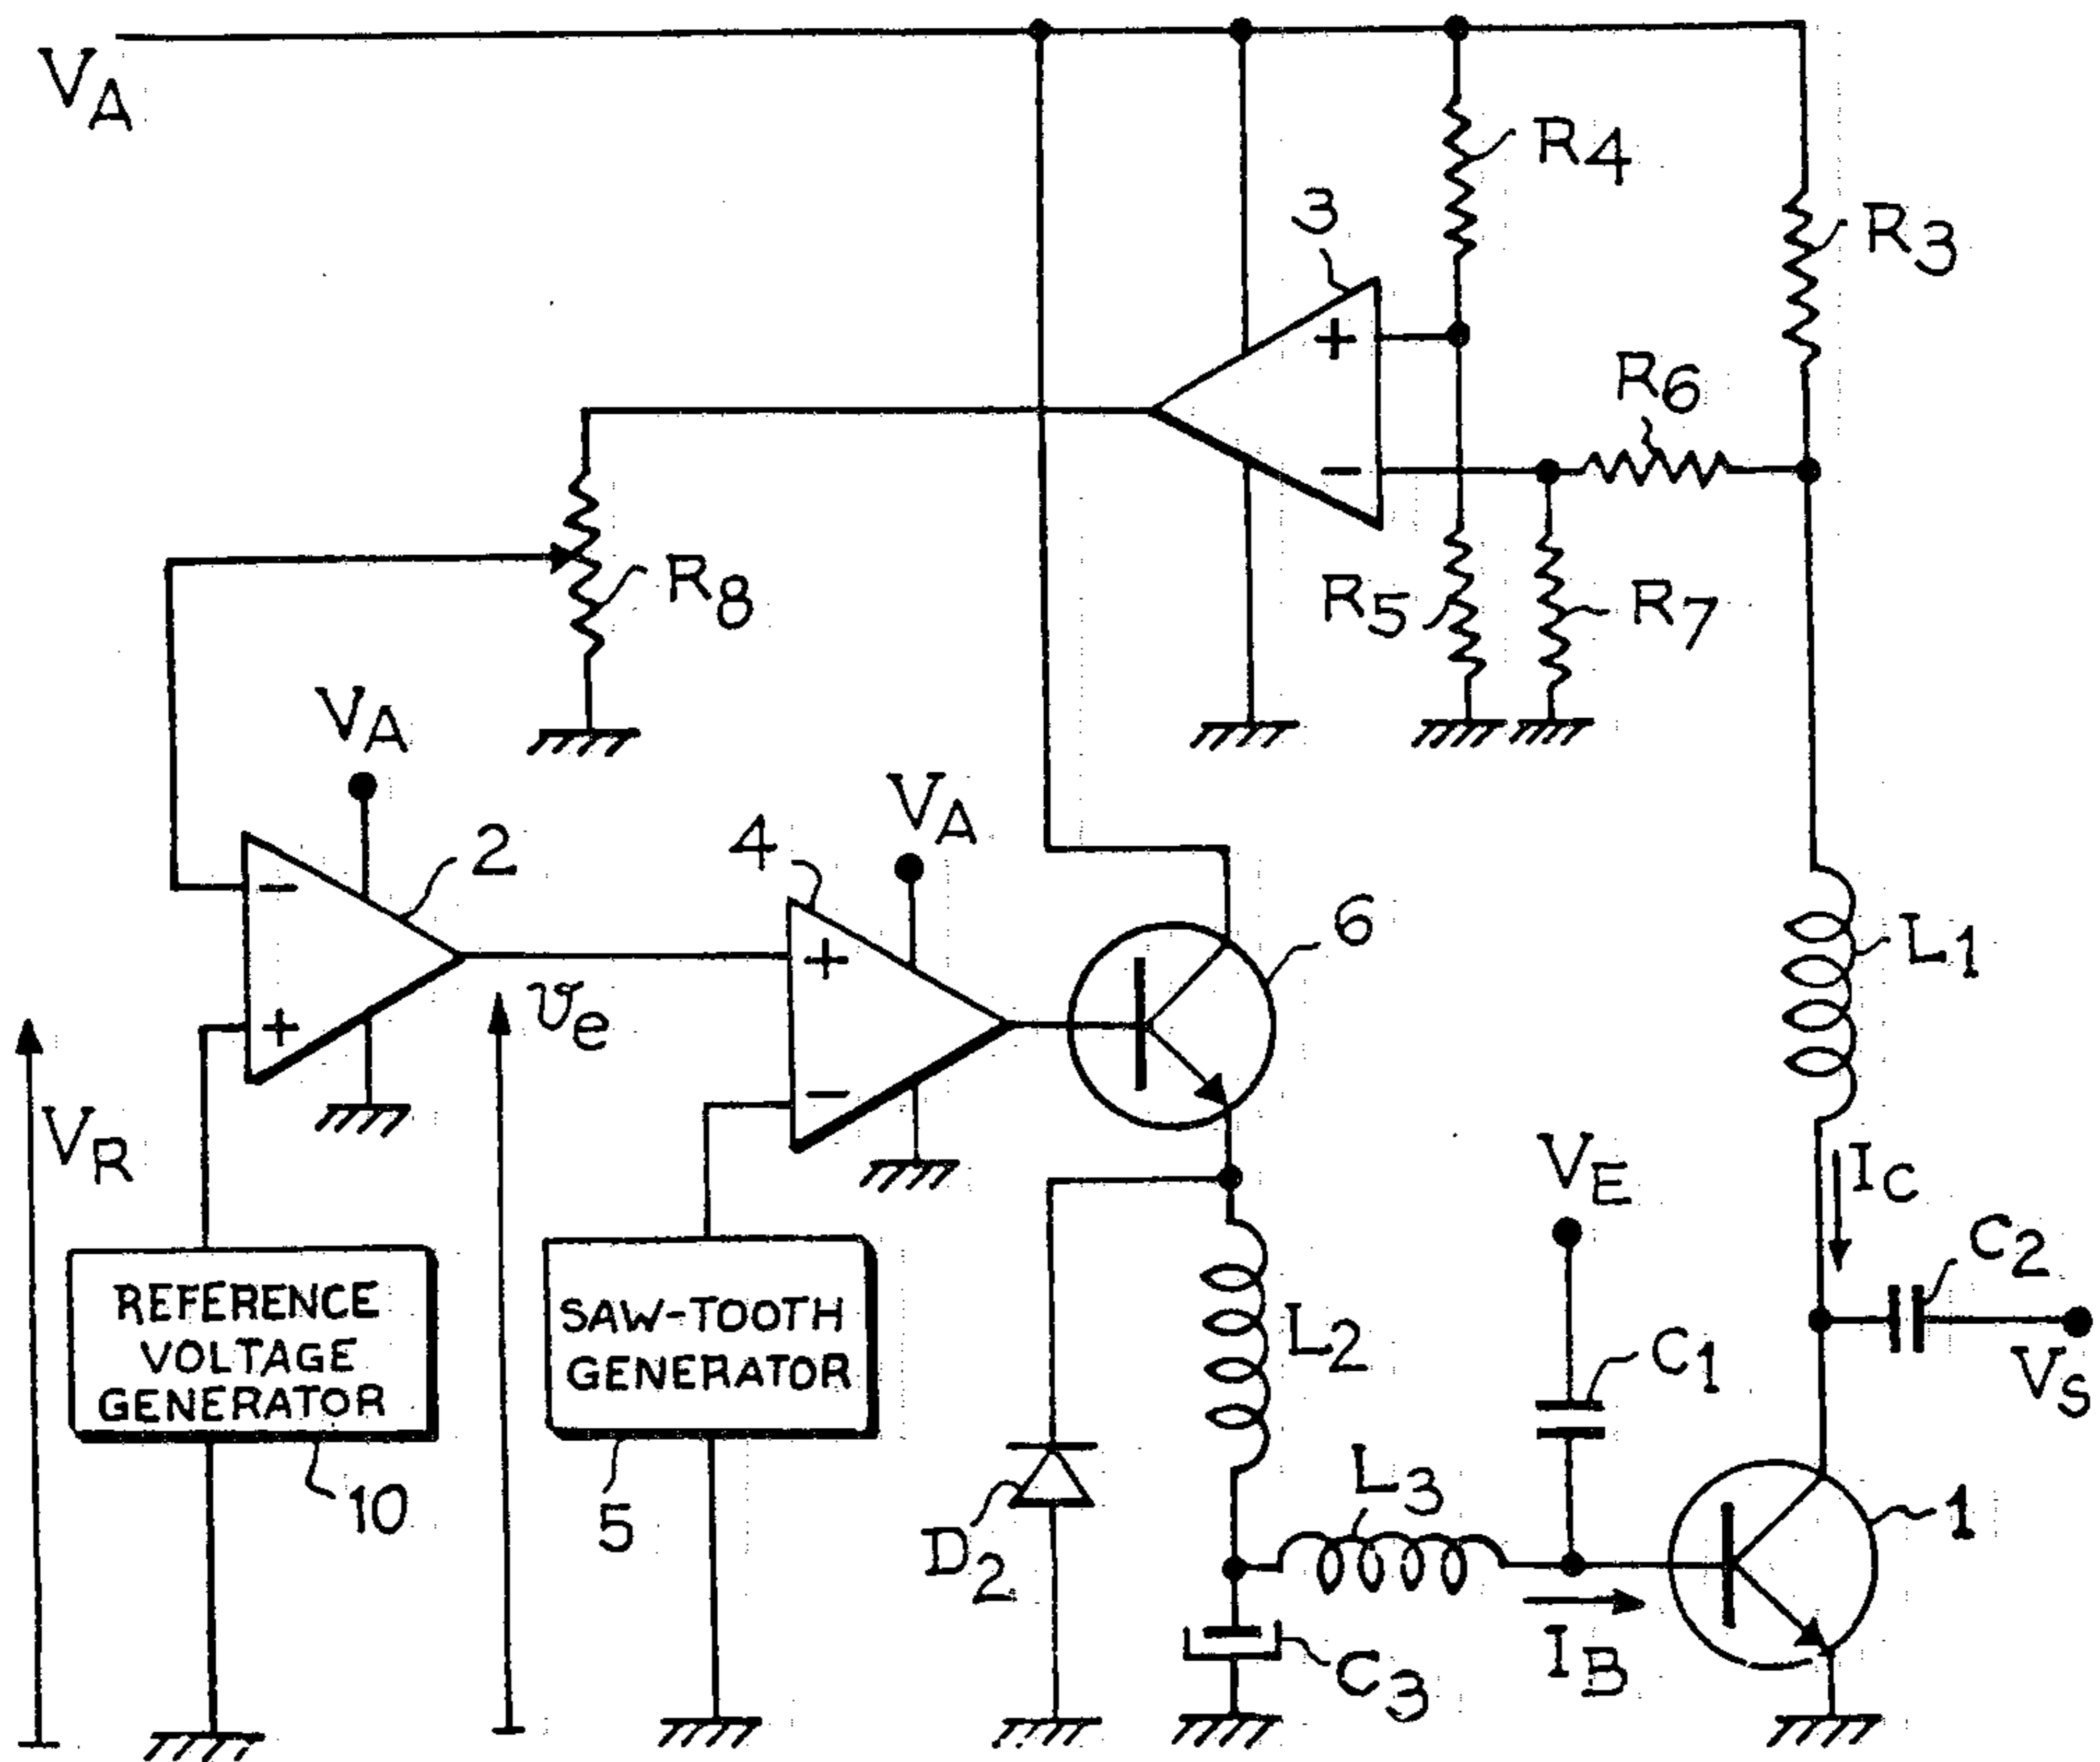 VA
R4
3
R3
+
R6
−
R8
R5
R7
VA
2
4
VA
6
−
+
L1
+
ve
−
VR
VE
IC
C2
REFERENCE
VOLTAGE
GENERATOR
SAW-TOOTH
GENERATOR
L2
C1
VS
10
5
D2
L3
1
C3
IB